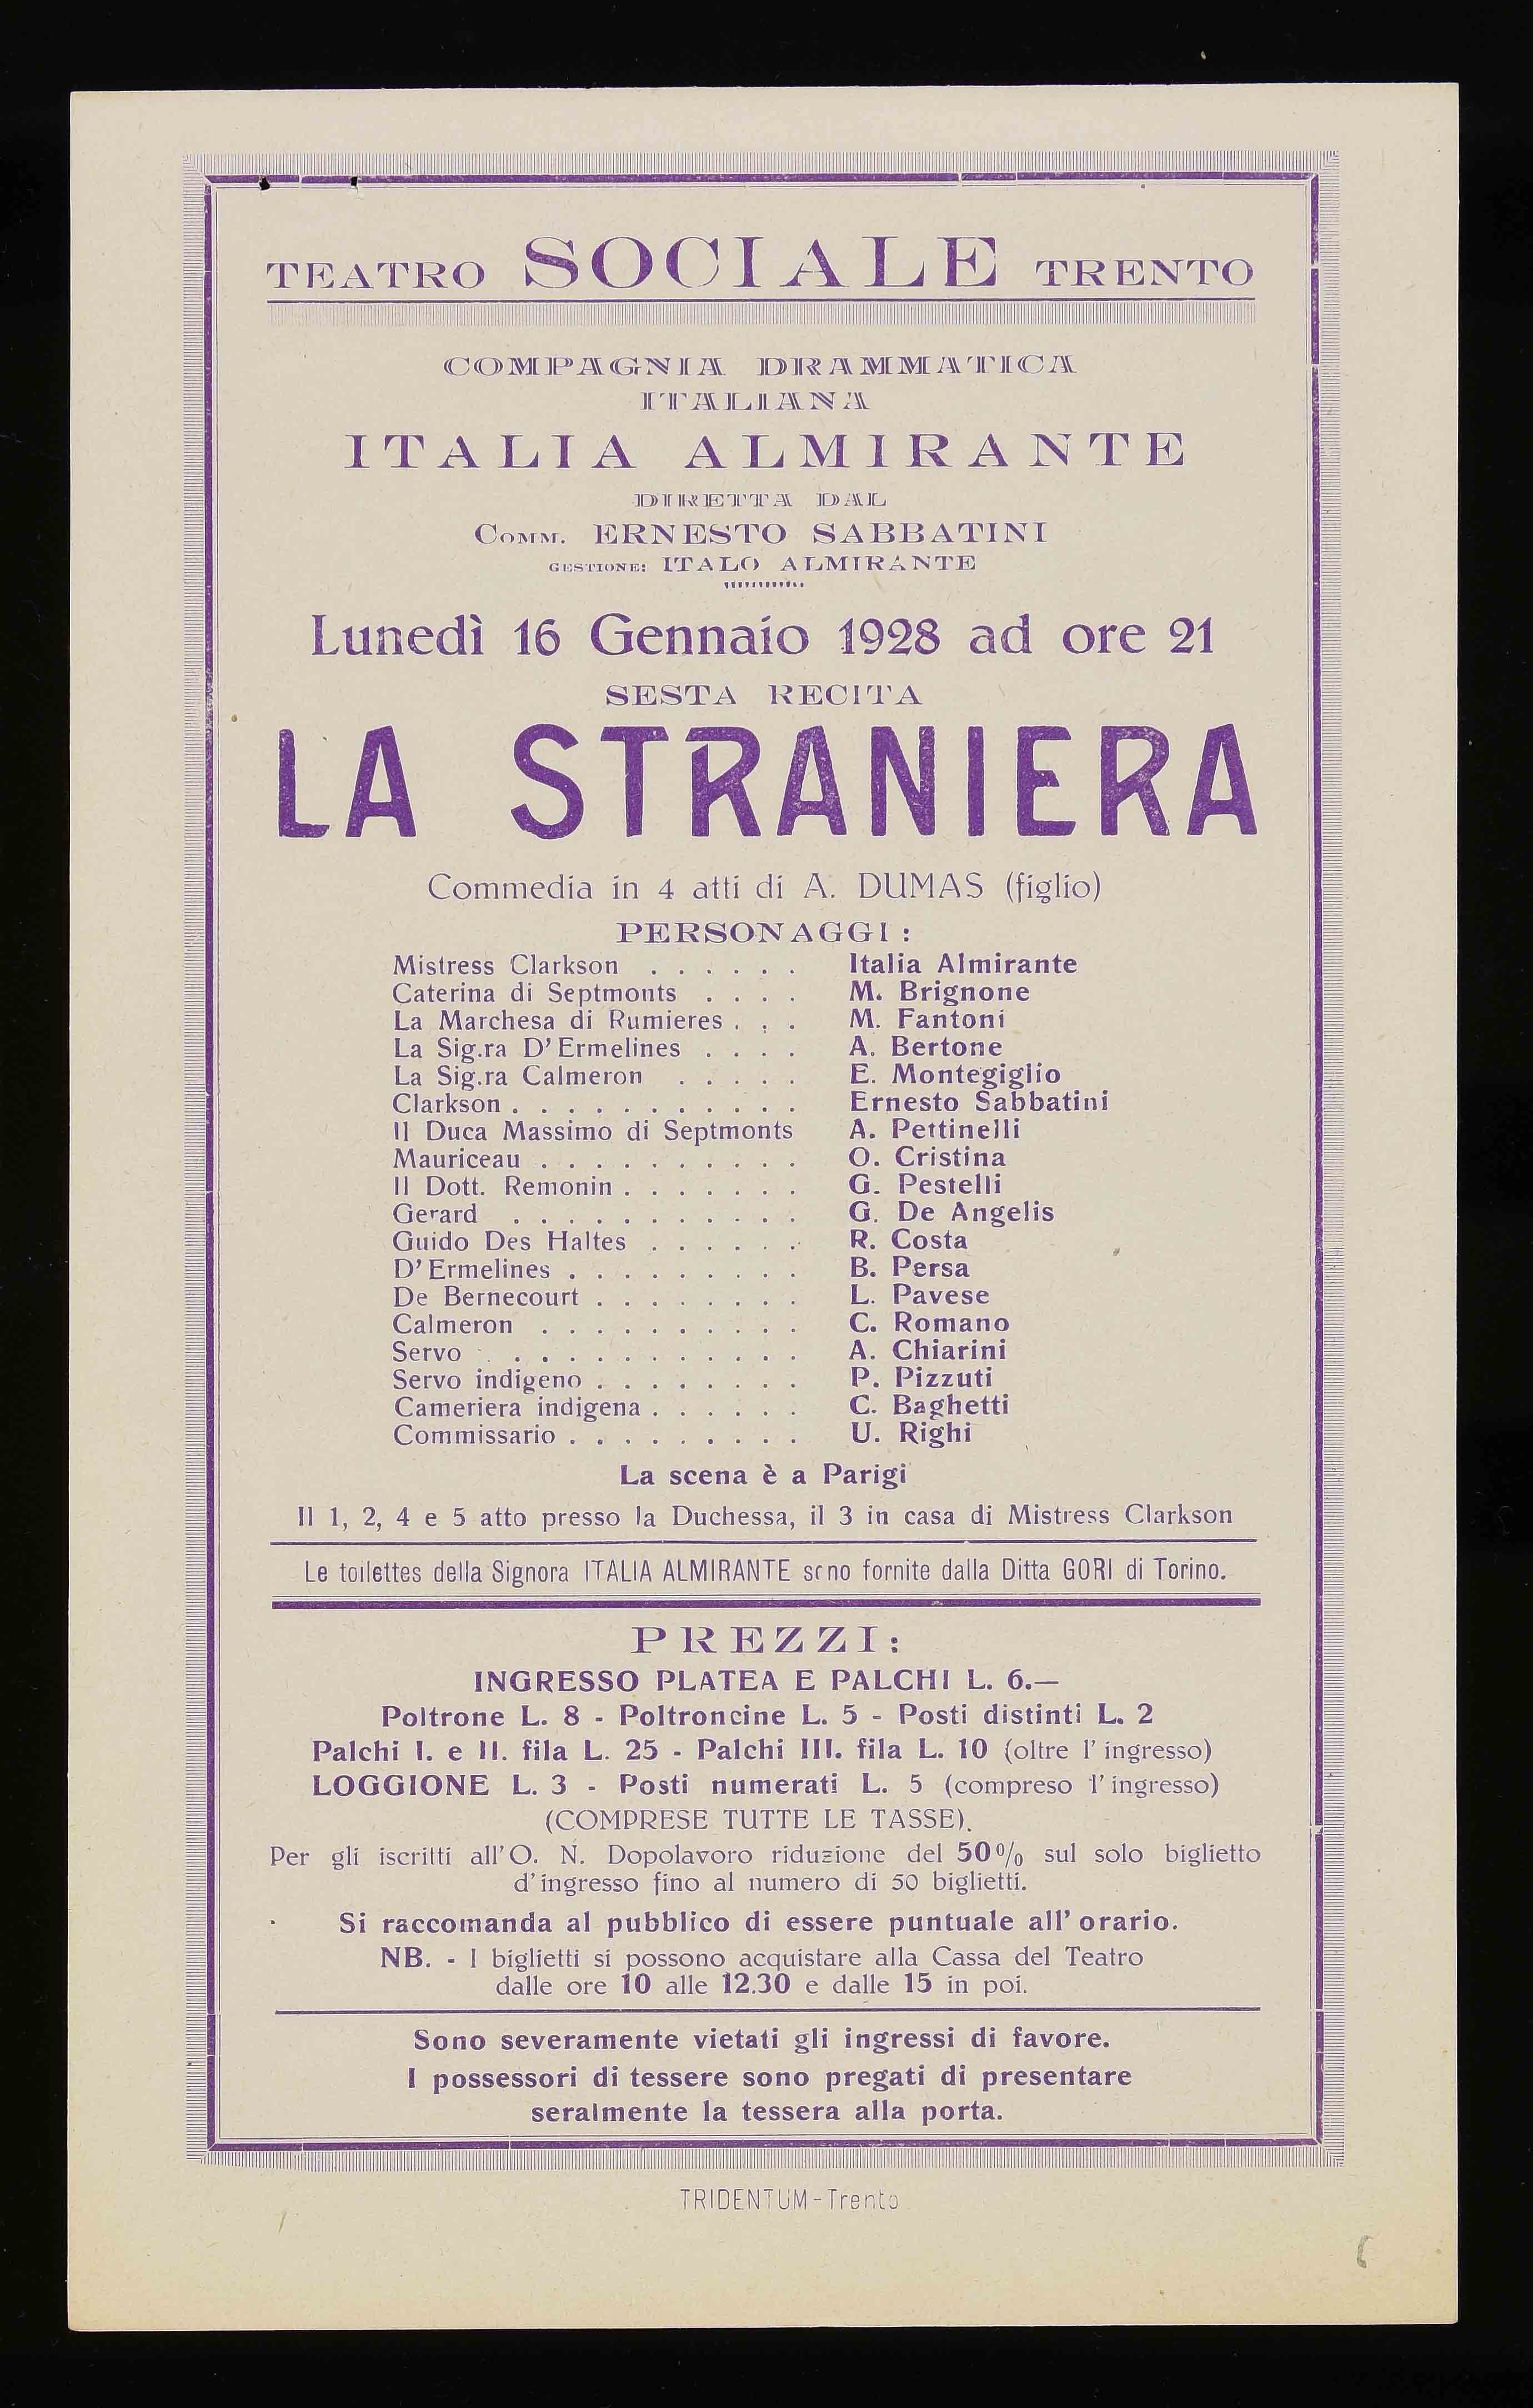 TEATRO SOCIALE TRENTO
COMPAGNIA DRAMMATICA
ITALIANA
ITALIA ALMIRANTE
DIRETTA DAL
Comm. ERNESTO SABBATINI
GESTIONE: ITALO ALMIRANTE
Lunedì 16 Gennaio 1928 ad ore 21
SESTA RECITA
LA STRANIERA
Commedia in 4 atti di A. DUMAS (figlio)
PERSONAGGI:
Mistress Clarkson . . . . . . Italia Almirante
Caterina di Septmonts . . . . M. Brignone
La Marchesa di Rumieres . . . M. Fantoni
La Sig.ra D'Ermelines . . . . A. Bertone
La Sig.ra Calmeron . . . . . E. Montegiglio
Clarkson . . . . . . . . . . . Ernesto Sabbatini
Il Duca Massimo di Septmonts A. Pettinelli
Mauriceau . . . . . . . . . . O. Cristina
Il Dott. Remonin . . . . . . . G. Pestelli
Gerard . . . . . . . . . . . G. De Angelis
Guido Des Haltes . . . . . . R. Costa
D'Ermelines . . . . . . . . . B. Persa
De Bernecourt . . . . . . . . L. Pavese
Calmeron . . . . . . . . . . C. Romano
Servo . . . . . . . . . . . . A. Chiarini
Servo indigeno . . . . . . . . P. Pizzuti
Cameriera indigena . . . . . . C. Baghetti
Commissario . . . . . . . . . U. Righi
La scena è a Parigi
Il 1, 2, 4 e 5 atto presso la Duchessa, il 3 in casa di Mistress Clarkson
Le toilettes della Signora ITALIA ALMIRANTE sono fornite dalla Ditta GORI di Torino.
PREZZI:
INGRESSO PLATEA E PALCHI L. 6.—
Poltrone L. 8 - Poltroncine L. 5 - Posti distinti L. 2
Palchi I. e II. fila L. 25 - Palchi III. fila L. 10 (oltre l'ingresso)
LOGGIONE L. 3 - Posti numerati L. 5 (compreso l'ingresso)
(COMPRESE TUTTE LE TASSE).
Per gli iscritti all'O. N. Dopolavoro riduzione del 50% sul solo biglietto
d'ingresso fino al numero di 50 biglietti.
Si raccomanda al pubblico di essere puntuale all'orario.
NB. - I biglietti si possono acquistare alla Cassa del Teatro
dalle ore 10 alle 12.30 e dalle 15 in poi.
Sono severamente vietati gli ingressi di favore.
I possessori di tessere sono pregati di presentare
seralmente la tessera alla porta.
TRIDENTUM-Trento